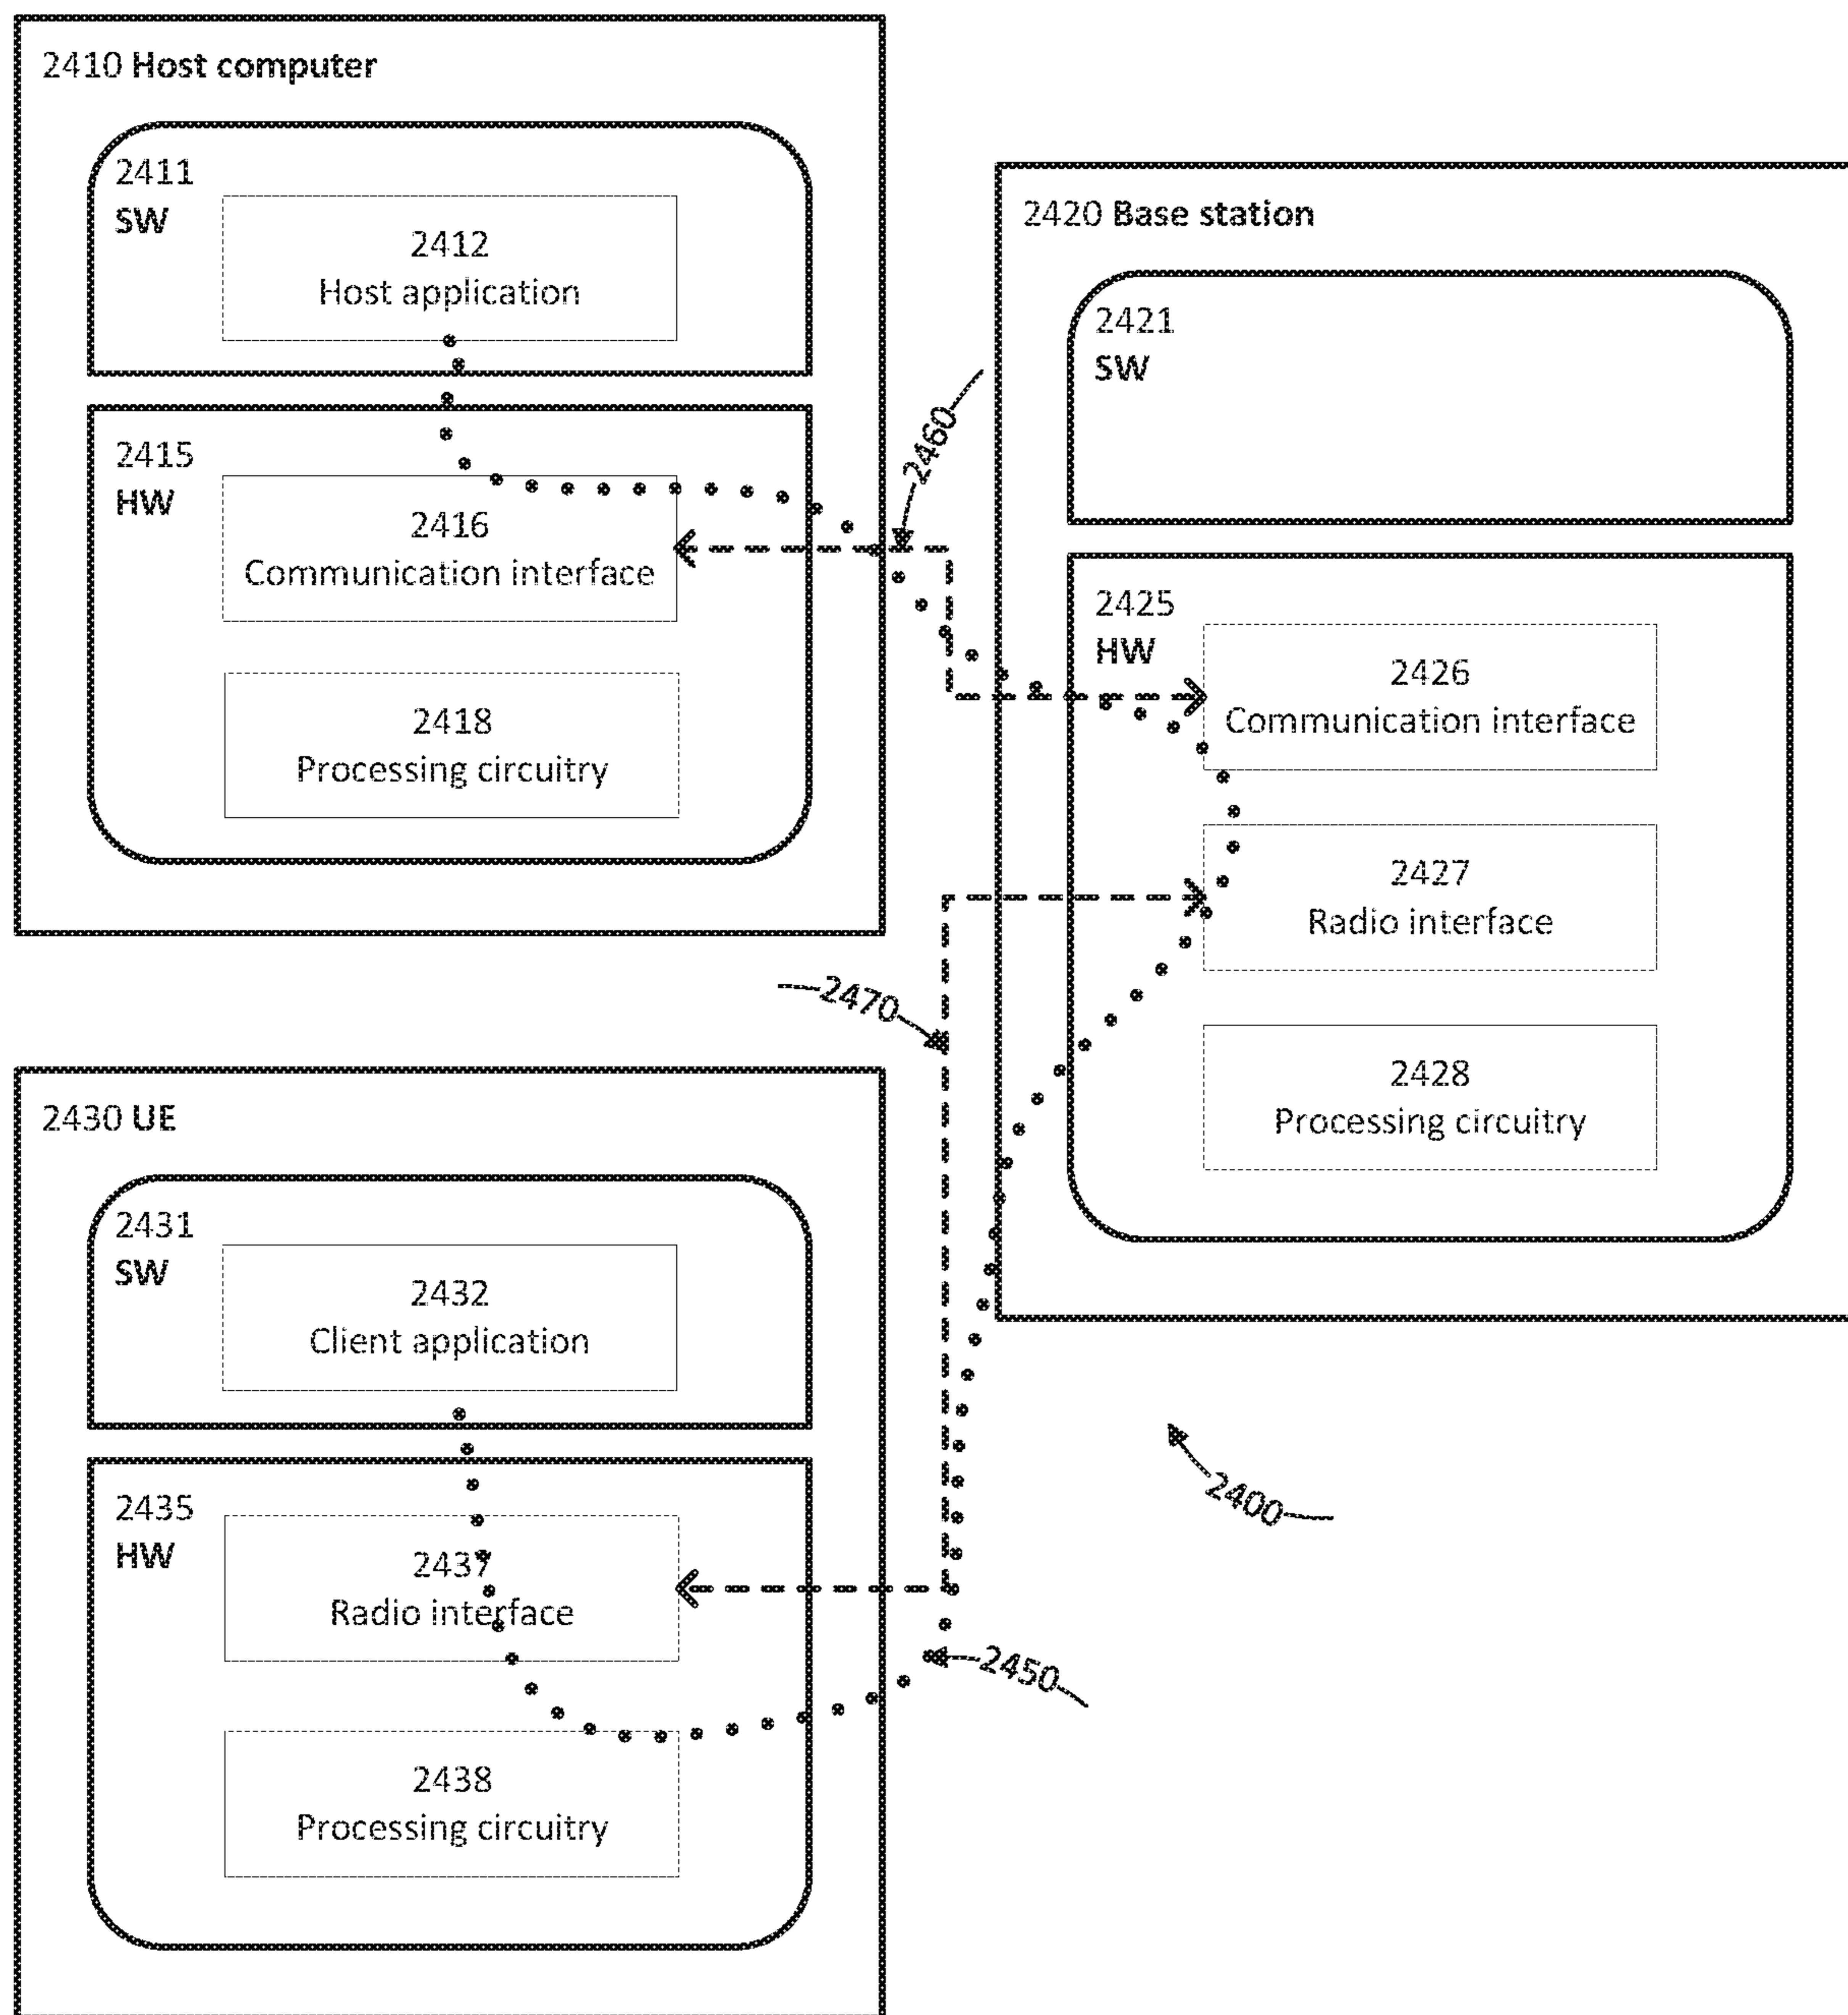 2410 Host computer
2411
SW
2412
Host application
2415
HW
2416
Communication interface
2418
Processing circuitry
2460
2420 Base station
2421
SW
2425
HW
2426
Communication interface
2427
Radio interface
2428
Processing circuitry
2470
2430 UE
2431
SW
2432
Client application
2435
HW
2437
Radio interface
2438
Processing circuitry
2450
2400